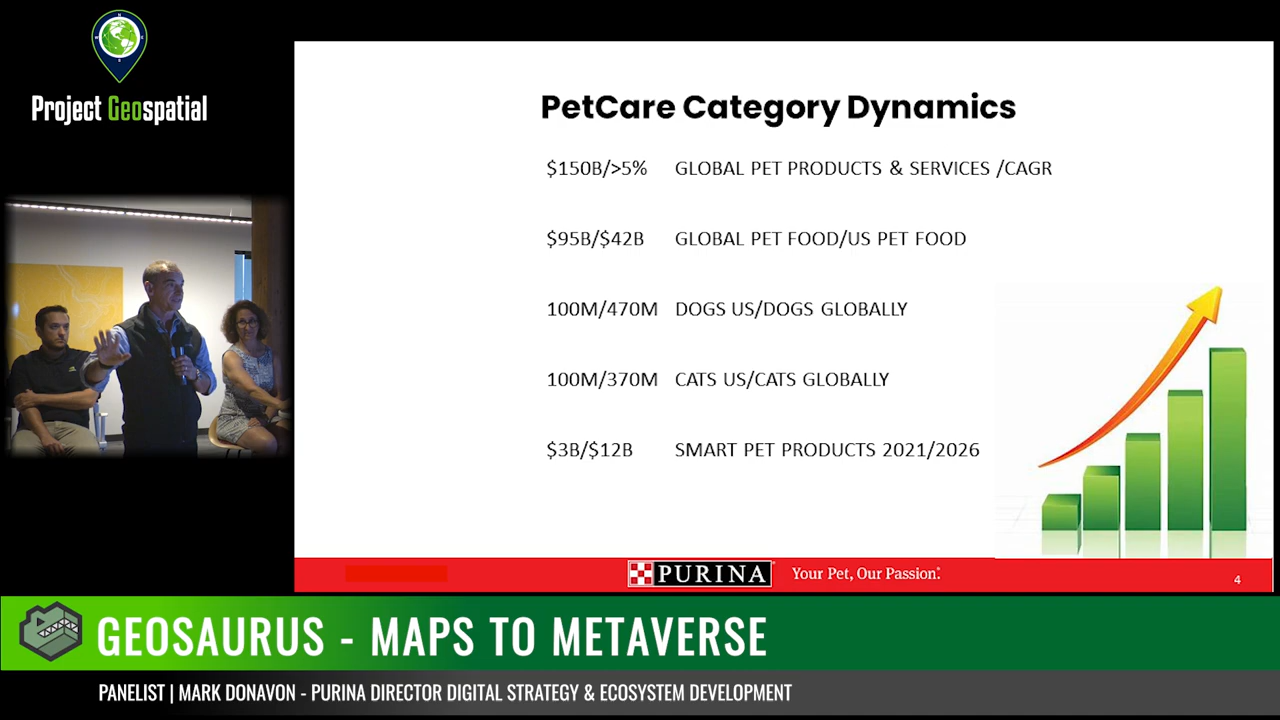 Project Geospatial
PetCare Category Dynamics
$150B/>5% GLOBAL PET PRODUCTS & SERVICES /CAGR
$95B/$42B GLOBAL PET FOOD/US PET FOOD
100M/470M DOGS US/DOGS GLOBALLY
100M/370M CATS US/CATS GLOBALLY
$3B/$12B SMART PET PRODUCTS 2021/2026
PURINA Your Pet, Our Passion.®
4
GEOSAURUS - MAPS TO METAVERSE
PANELIST | MARK DONAVON - PURINA DIRECTOR DIGITAL STRATEGY & ECOSYSTEM DEVELOPMENT